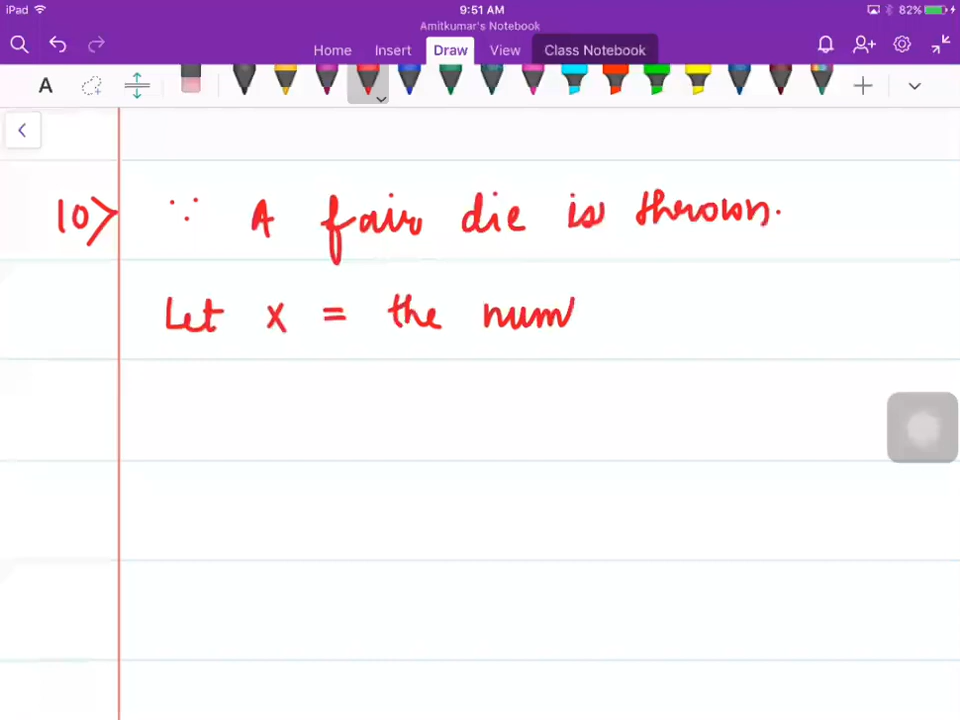 iPad 9:51 AM 82%
Amitkumar's Notebook
Home Insert Draw View Class Notebook
A
10> ∵ A fair die is thrown.
Let x = the num